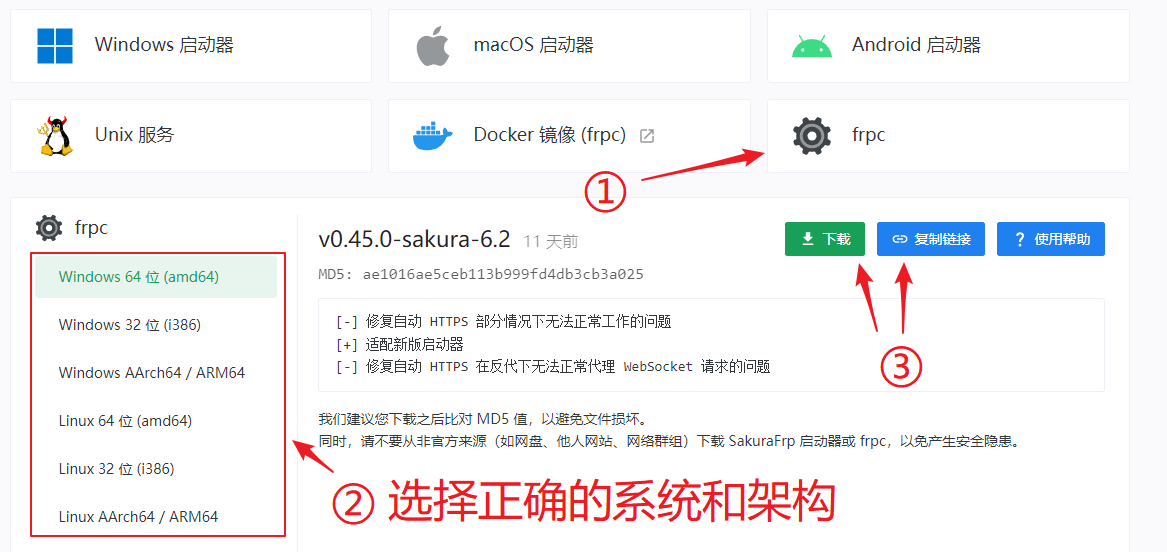 Windows 启动器
macOS 启动器
Android 启动器
Unix 服务
Docker 镜像 (frpc)
frpc
①
frpc
v0.45.0-sakura-6.2 11 天前
下载
复制链接
? 使用帮助
MD5: ae1016ae5ceb113b999fd4db3cb3a025
Windows 64 位 (amd64)
Windows 32 位 (i386)
Windows AArch64 / ARM64
Linux 64 位 (amd64)
Linux 32 位 (i386)
Linux AArch64 / ARM64
[-] 修复自动 HTTPS 部分情况下无法正常工作的问题
[+] 适配新版启动器
[-] 修复自动 HTTPS 在反代下无法正常代理 WebSocket 请求的问题
③
我们建议您下载之后比对 MD5 值，以避免文件损坏。
同时，请不要从非官方来源（如网盘、他人网站、网络群组）下载 SakuraFrp 启动器或 frpc，以免产生安全隐患。
② 选择正确的系统和架构